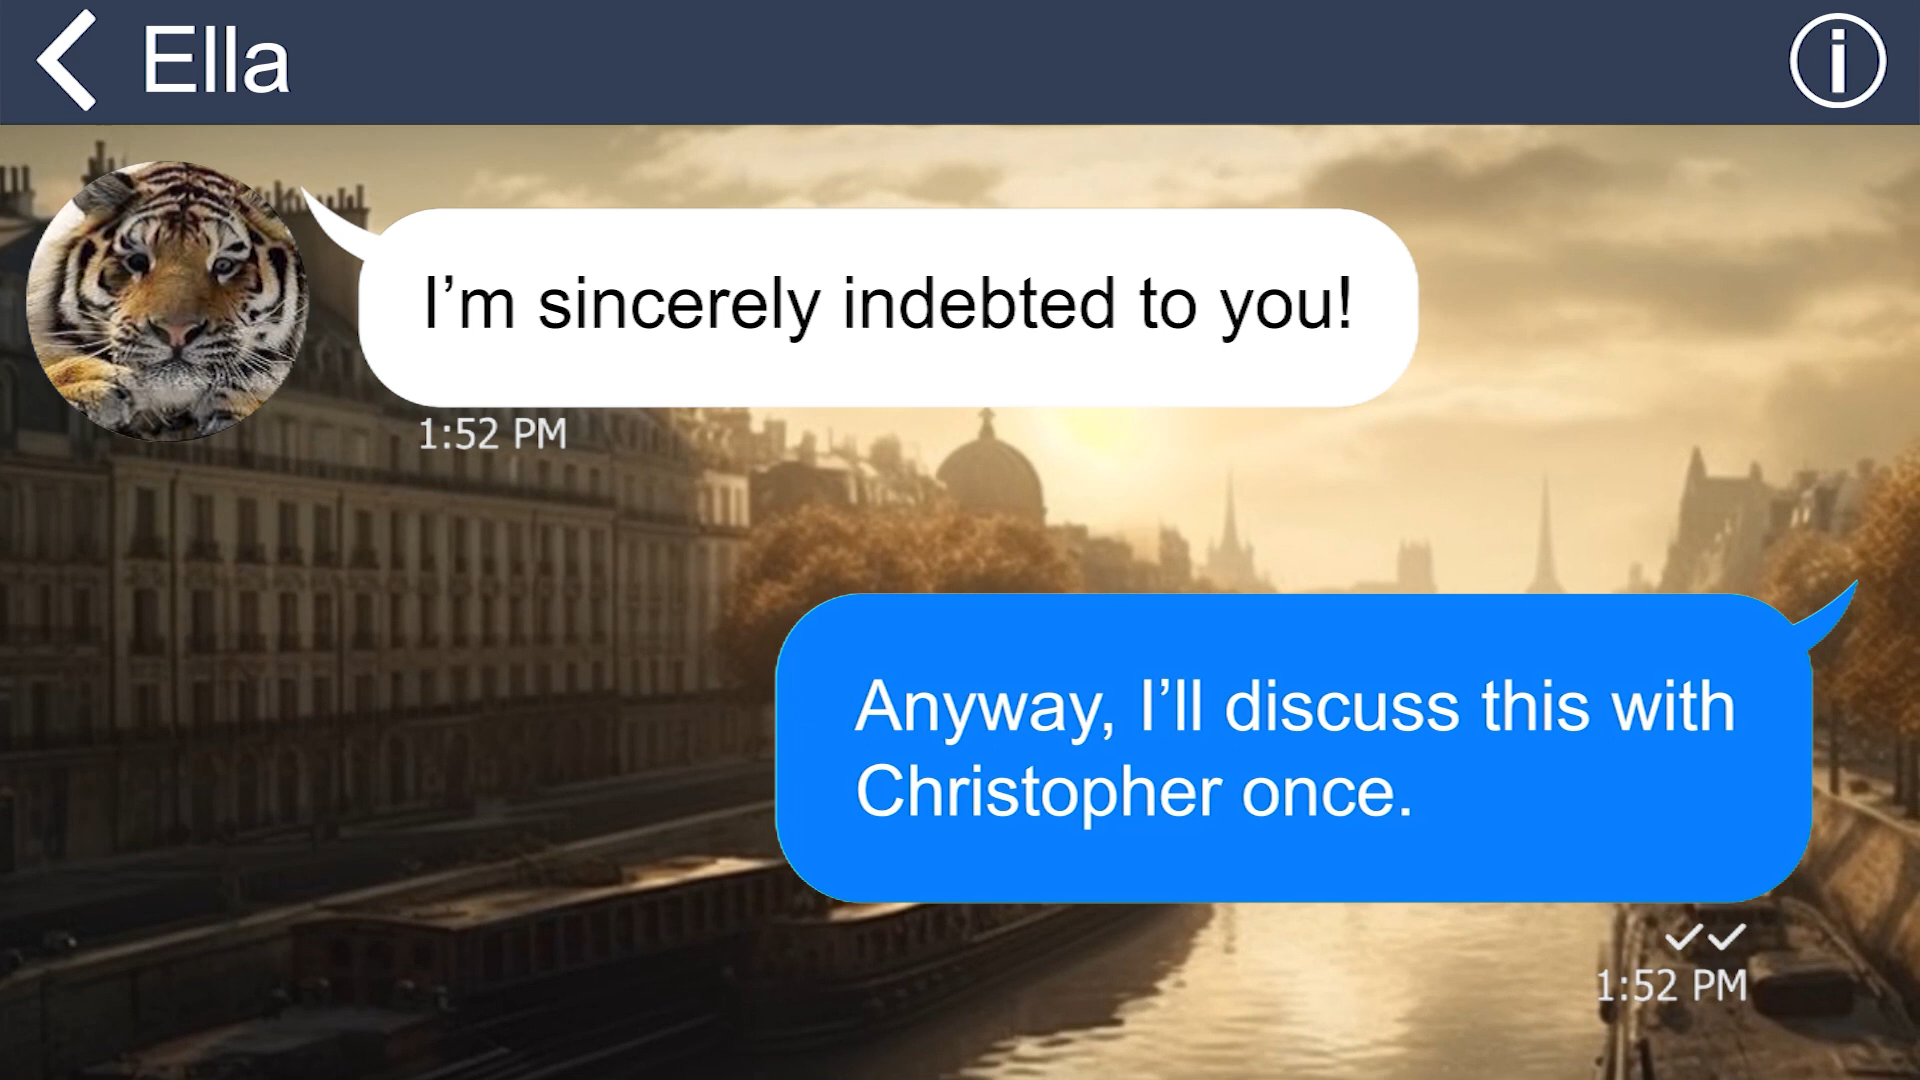 Ella
I’m sincerely indebted to you!
1:52 PM
Anyway, I’ll discuss this with
Christopher once.
1:52 PM